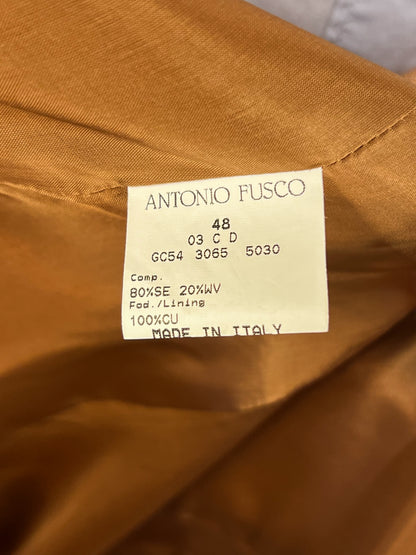 ANTONIO FUSCO
48
03 C D
GC54 3065 5030
Comp.
80%SE 20%WV
Fod./Lining
100%CU
MADE IN ITALY